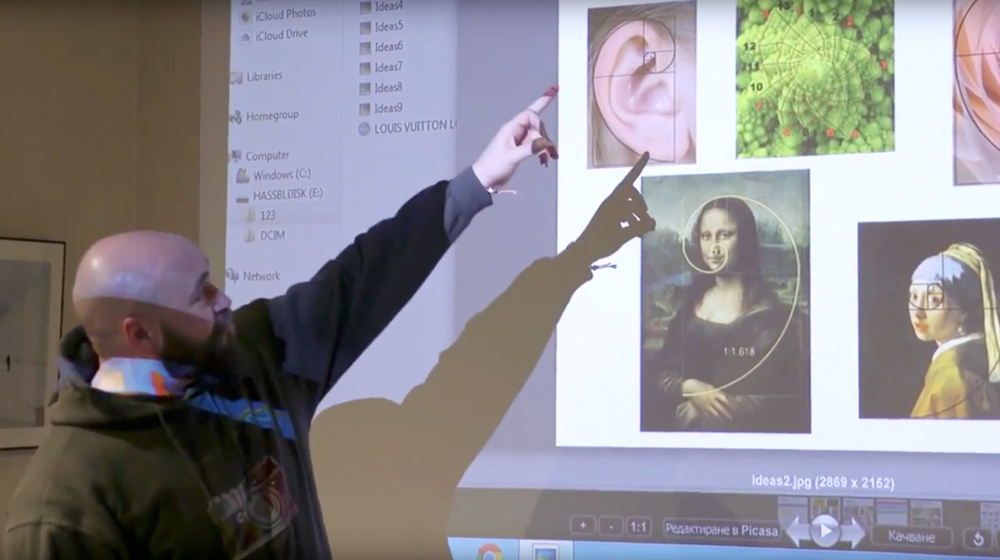 iCloud Photos
iCloud Drive
Libraries
Homegroup
Computer
Windows (C:)
HASSBLDISK (E:)
123
DCIM
Network
Ideas4
Ideas5
Ideas6
Ideas7
Ideas8
Ideas9
LOUIS VUITTON
12
11
10
1:1.618
Ideas2.jpg (2869 x 2152)
+ - 1:1 Редактиране в Picasa
Качване